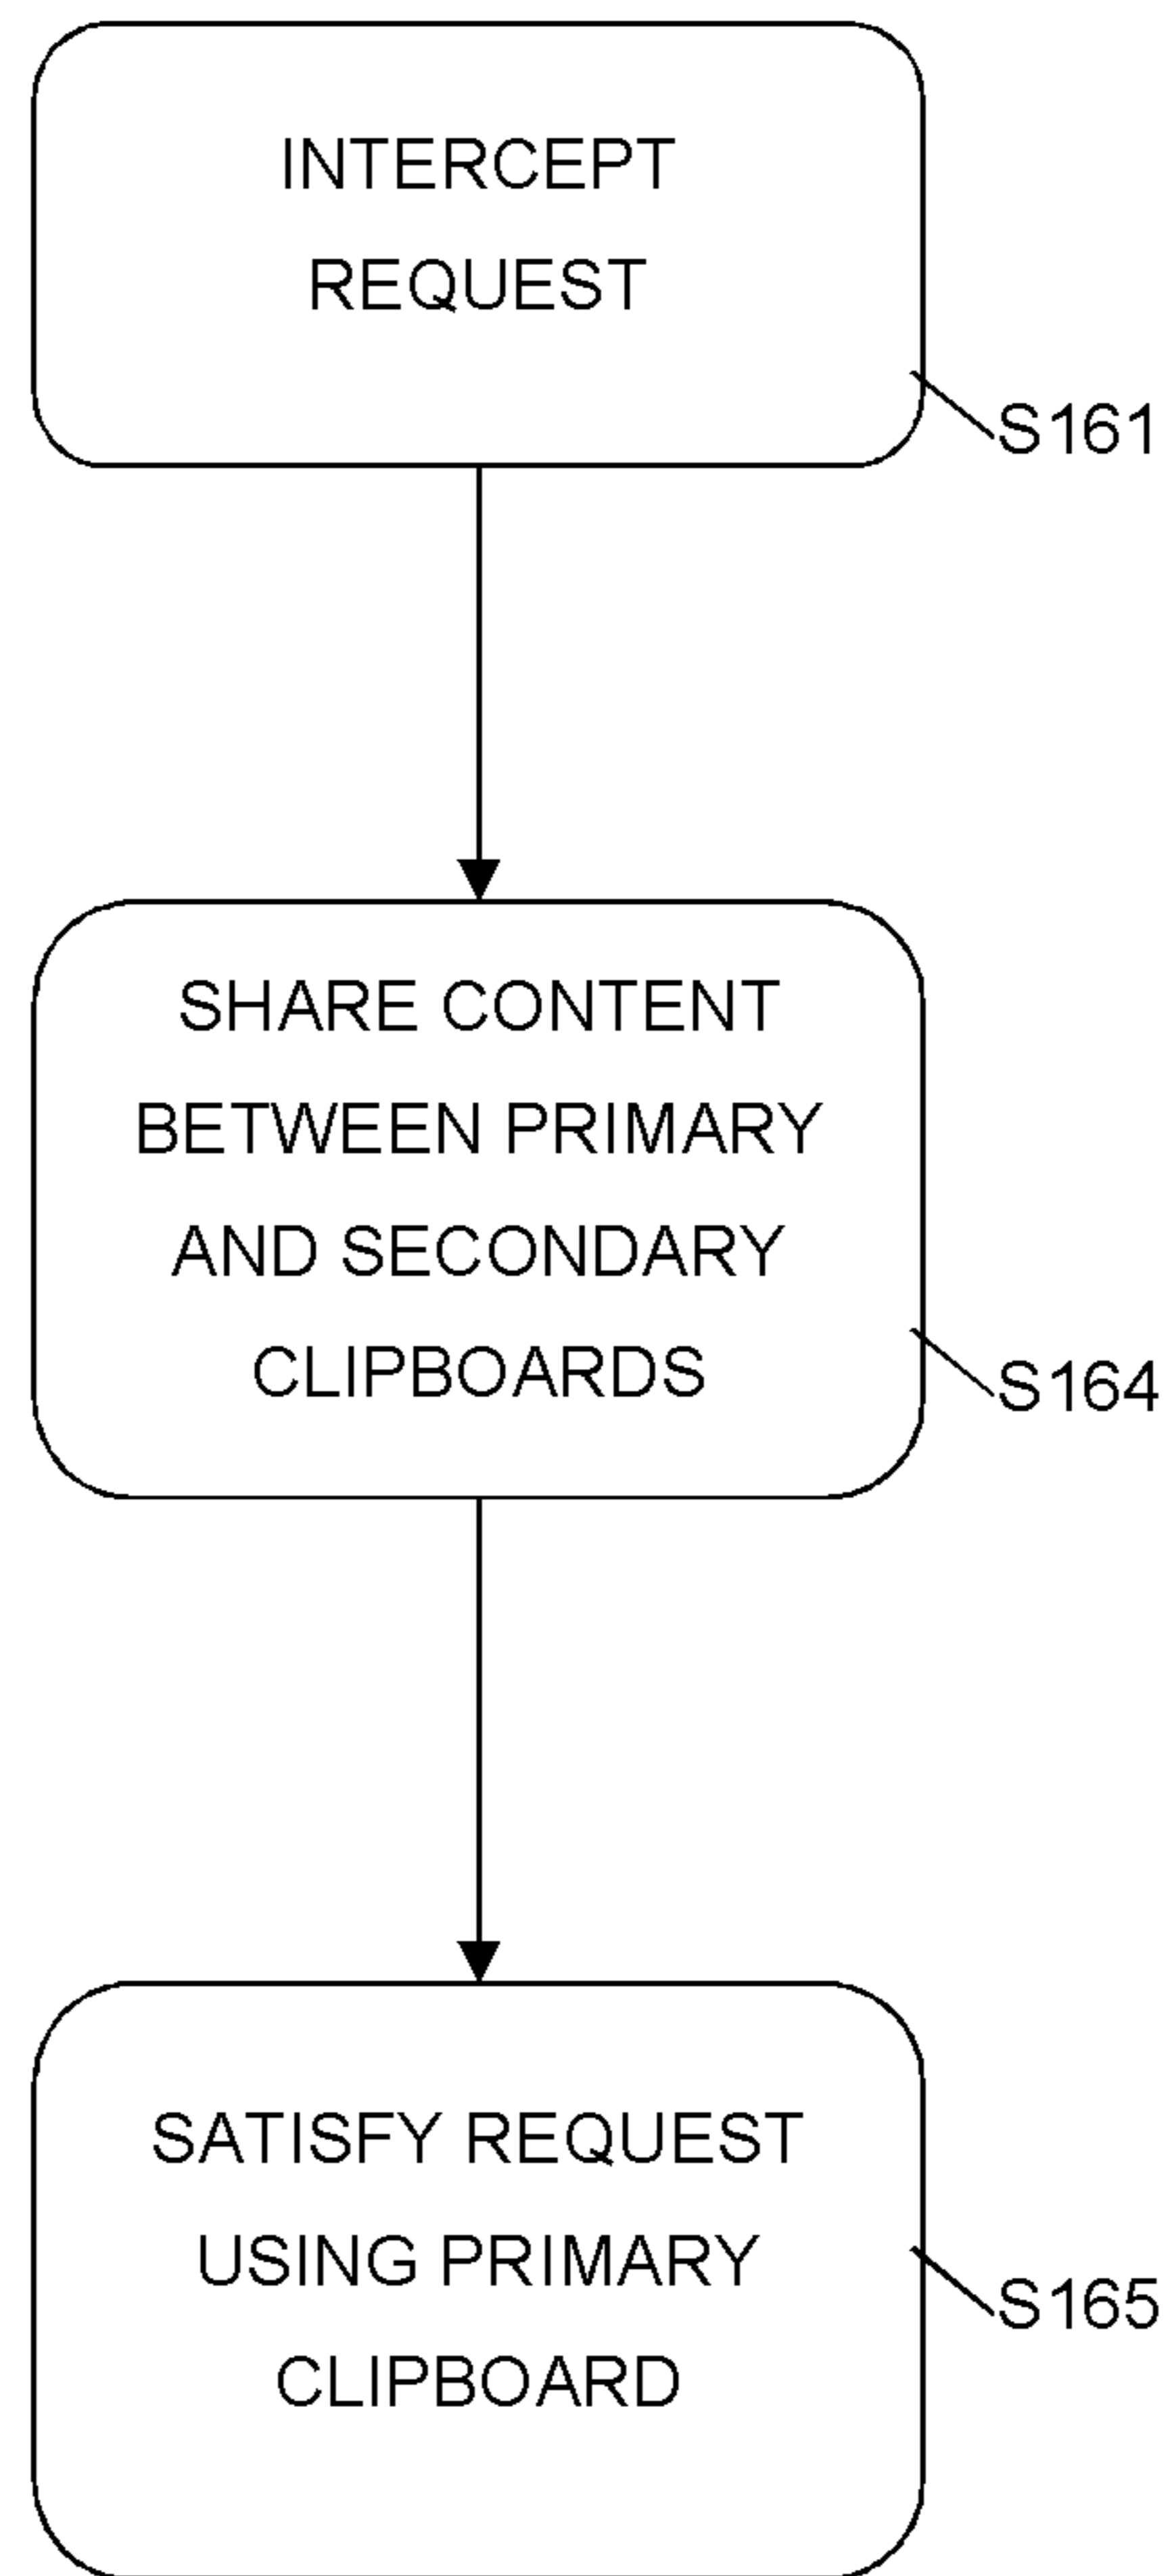 INTERCEPT
REQUEST
S161
SHARE CONTENT
BETWEEN PRIMARY
AND SECONDARY
CLIPBOARDS
S164
SATISFY REQUEST
USING PRIMARY
CLIPBOARD
S165